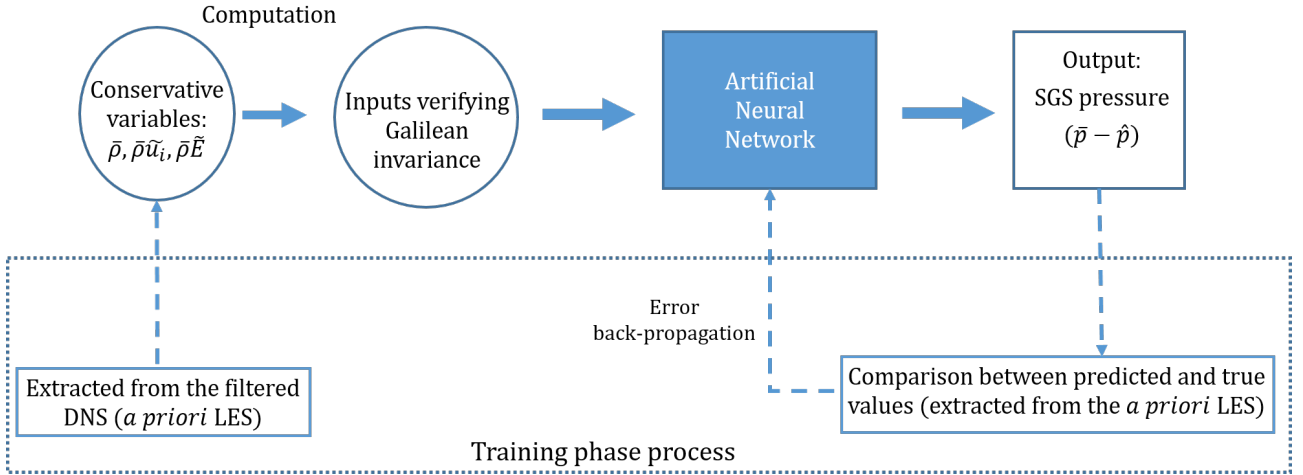 Computation
Conservative
variables:
ρ̄, ρ̄ũᵢ, ρ̄Ẽ
Inputs verifying
Galilean
invariance
Artificial
Neural
Network
Output:
SGS pressure
(p̄ − p̂)
Error
back-propagation
Extracted from the filtered
DNS (a priori LES)
Comparison between predicted and true
values (extracted from the a priori LES)
Training phase process